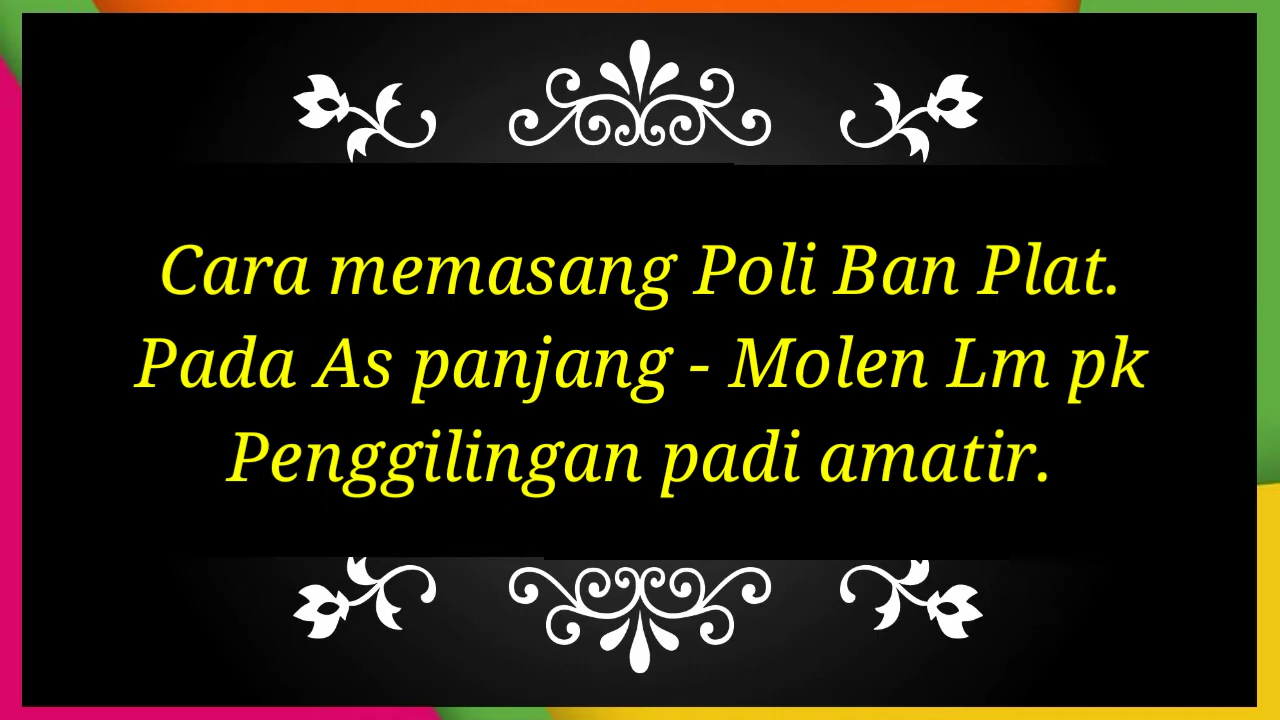 Cara memasang Poli Ban Plat.
Pada As panjang - Molen Lm pk
Penggilingan padi amatir.